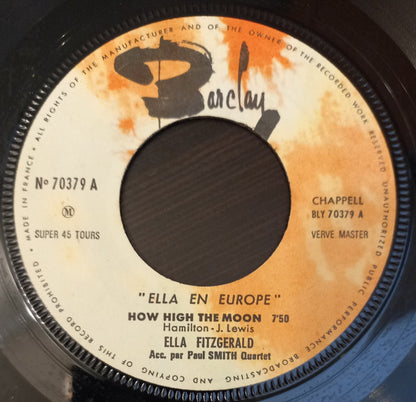 ALL RIGHTS OF THE MANUFACTURER AND OF THE OWNER OF THE RECORDED WORK RESERVED
UNAUTHORIZED PUBLIC PERFORMANCE BROADCASTING AND COPYING OF THIS RECORD PROHIBITED • MADE IN FRANCE •
Barclay
No 70379 A
M
SUPER 45 TOURS
CHAPPELL
BLY 70379 A
VERVE MASTER
"ELLA EN EUROPE"
HOW HIGH THE MOON 7'50
Hamilton - J. Lewis
ELLA FITZGERALD
Acc. par Paul SMITH Quartet